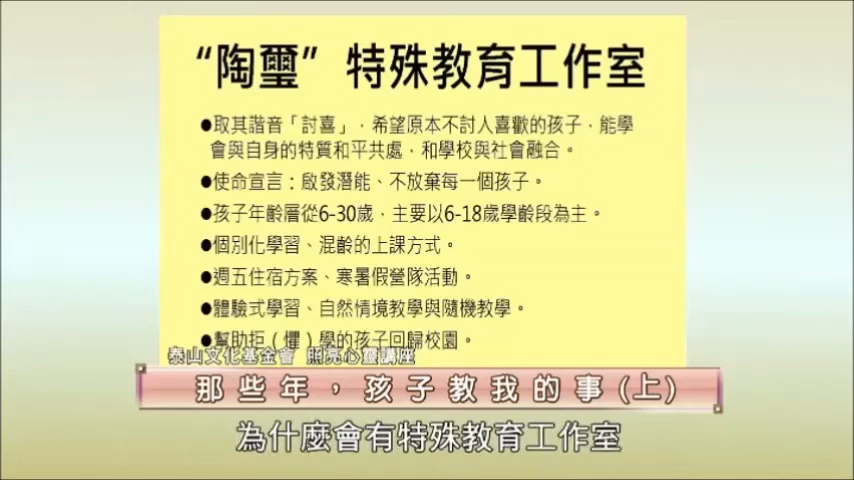 “陶璽”特殊教育工作室
●取其諧音「討喜」，希望原本不討人喜歡的孩子，能學
會與自身的特質和平共處、和學校與社會融合。
●使命宣言：啟發潛能、不放棄每一個孩子。
●孩子年齡層從6-30歲，主要以6-18歲學齡段為主。
●個別化學習、混齡的上課方式。
●週五住宿方案、寒暑假營隊活動。
●體驗式學習、自然情境教學與隨機教學。
●幫助拒（懼）學的孩子回歸校園。
泰山文化基金會 照亮心靈講座
那些年，孩子教我的事(上)
為什麼會有特殊教育工作室